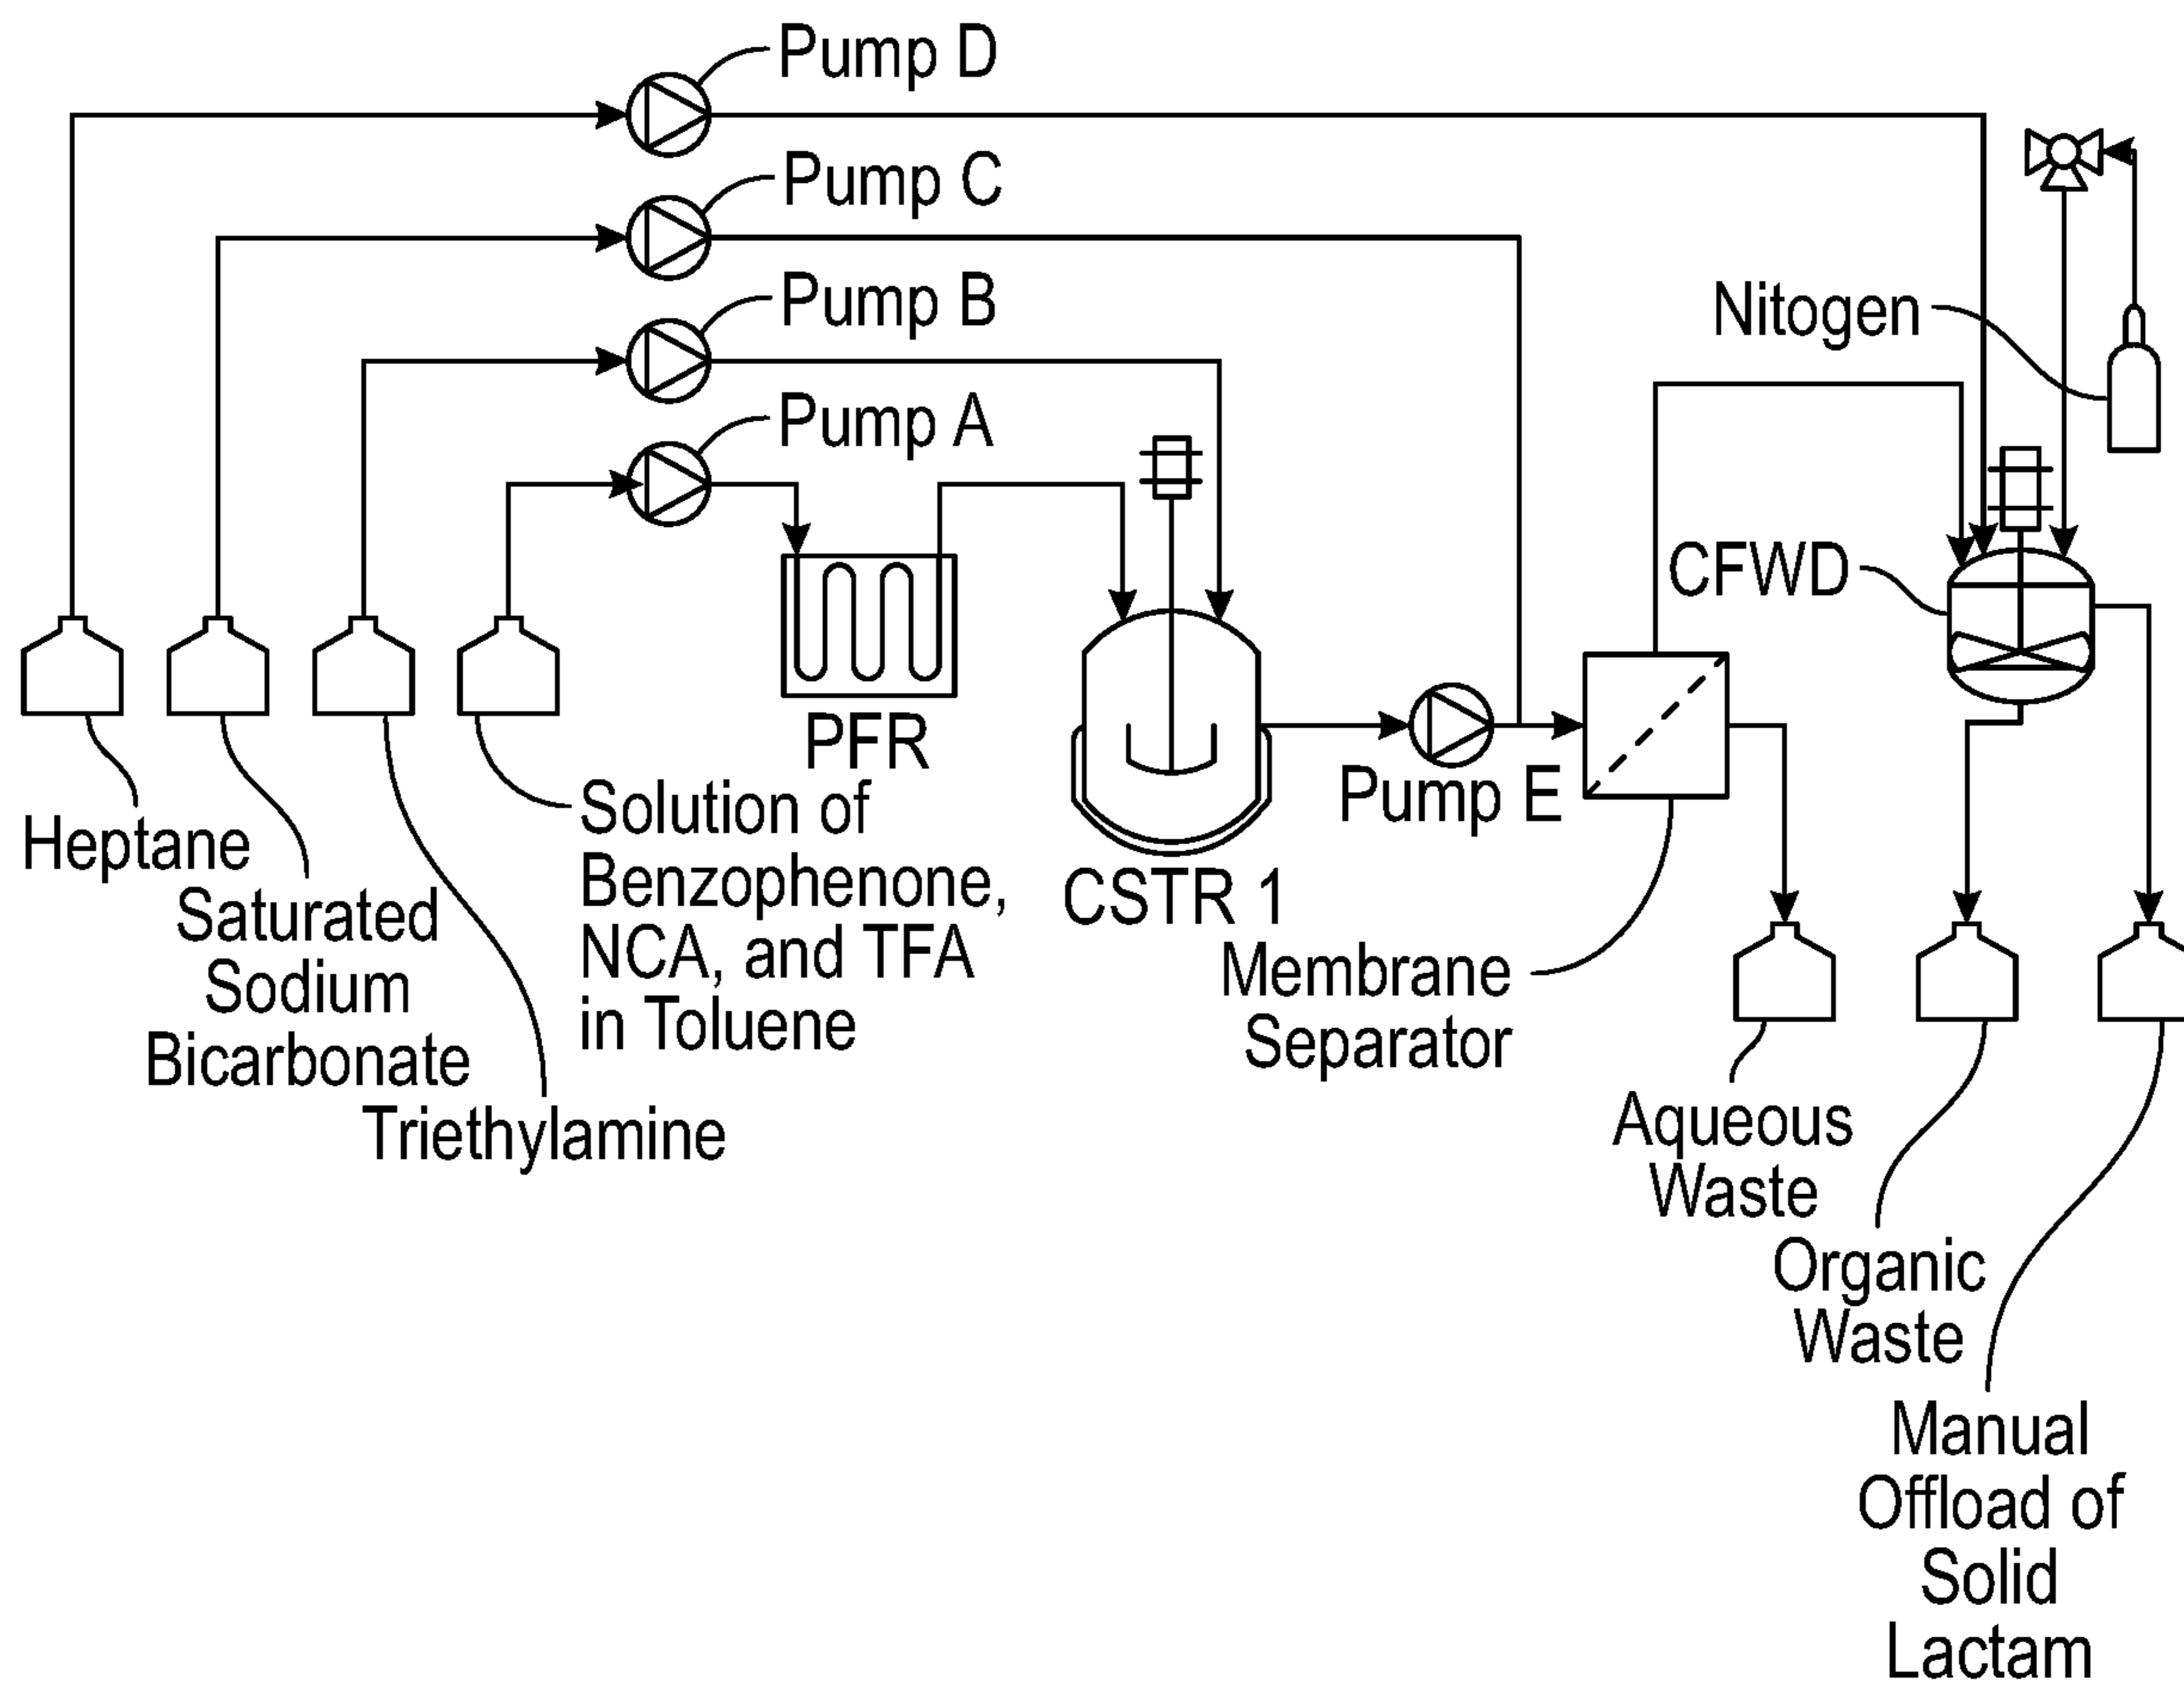 Pump D
Pump C
Pump B
Pump A
Nitogen
CFWD
PFR
Pump E
CSTR 1
Heptane
Saturated
Sodium
Bicarbonate
Triethylamine
Solution of
Benzophenone,
NCA, and TFA
in Toluene
Membrane
Separator
Aqueous
Waste
Organic
Waste
Manual
Offload of
Solid
Lactam